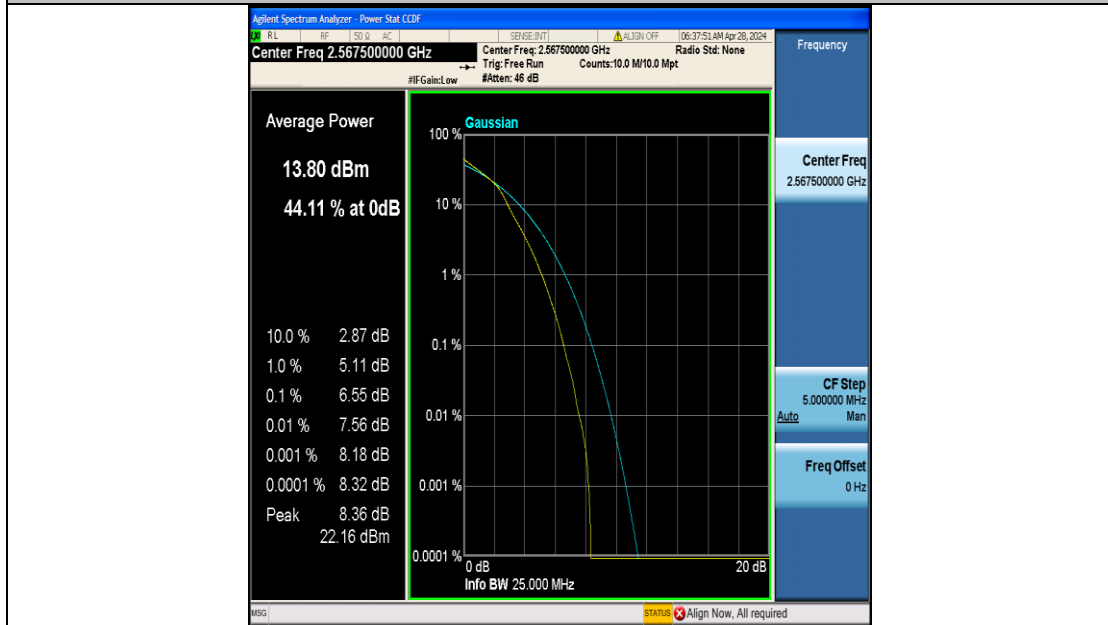 Agilent Spectrum Analyzer - Power Stat CCDF
RL RF 50 Ω AC SENSE:INT ALIGN OFF 06:37:51 AM Apr 28, 2024
Center Freq 2.567500000 GHz
Center Freq: 2.567500000 GHz Radio Std: None
Trig: Free Run Counts:10.0 M/10.0 Mpt
#IFGain:Low #Atten: 46 dB
Frequency
Average Power
13.80 dBm
44.11 % at 0dB
10.0 % 2.87 dB
1.0 % 5.11 dB
0.1 % 6.55 dB
0.01 % 7.56 dB
0.001 % 8.18 dB
0.0001 % 8.32 dB
Peak 8.36 dB
22.16 dBm
Gaussian
100 %
10 %
1 %
0.1 %
0.01 %
0.001 %
0.0001 %
0 dB 20 dB
Info BW 25.000 MHz
Center Freq
2.567500000 GHz
CF Step
5.000000 MHz
Auto Man
Freq Offset
0 Hz
MSG STATUS Align Now, All required